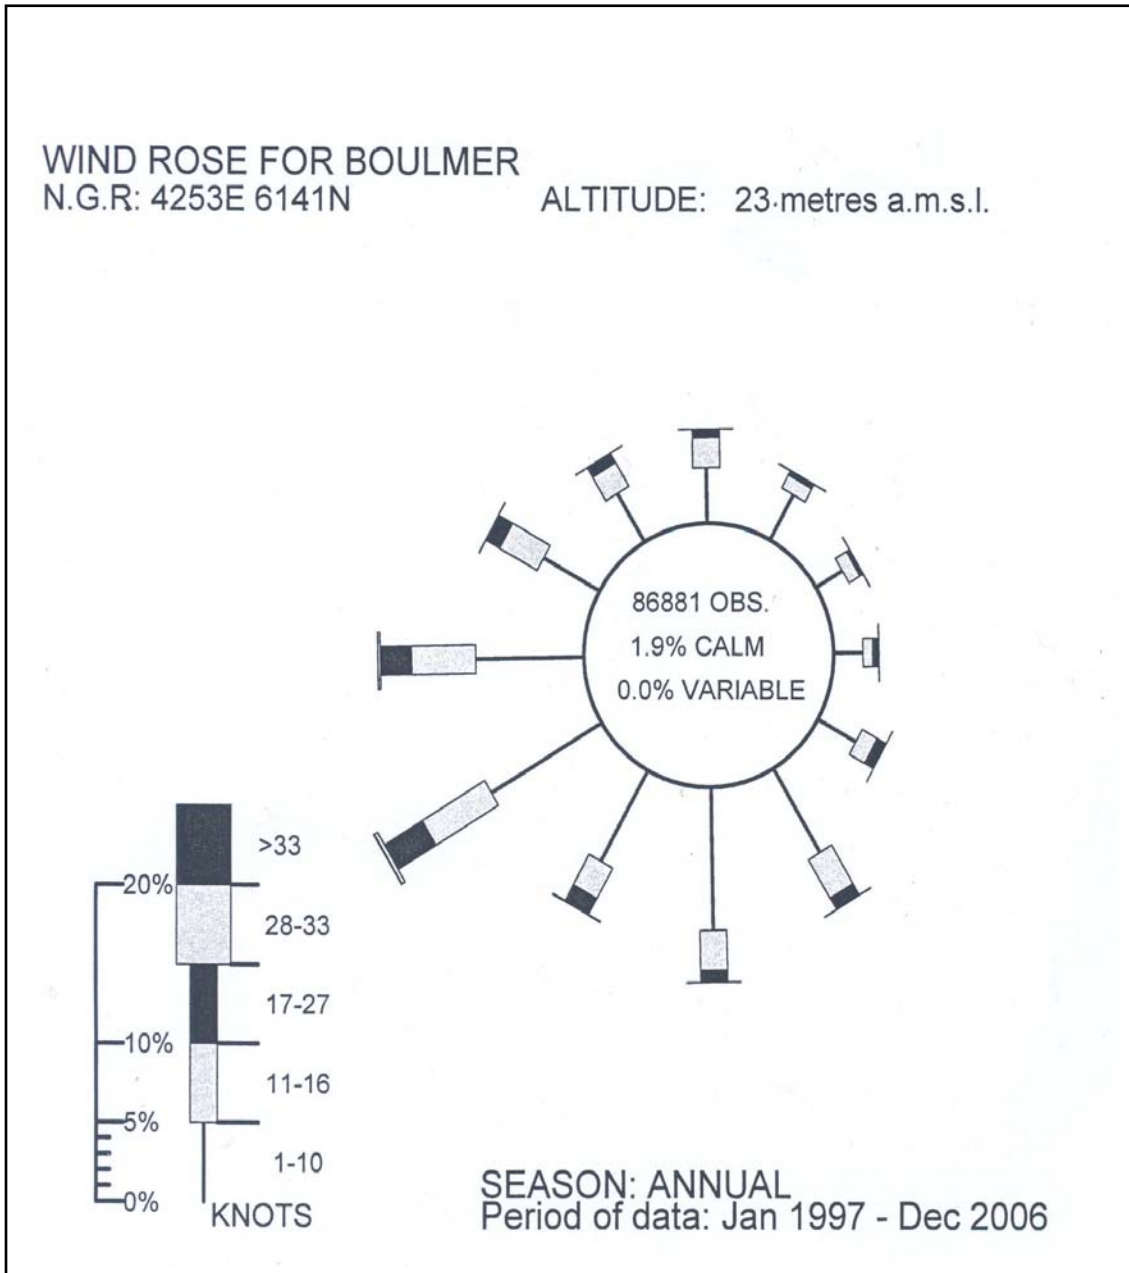 WIND ROSE FOR BOULMER
N.G.R: 4253E 6141N ALTITUDE: 23 metres a.m.s.l.
86881 OBS.
1.9% CALM
0.0% VARIABLE
>33
20%
28-33
17-27
10%
11-16
5%
1-10
0%
KNOTS
SEASON: ANNUAL
Period of data: Jan 1997 - Dec 2006